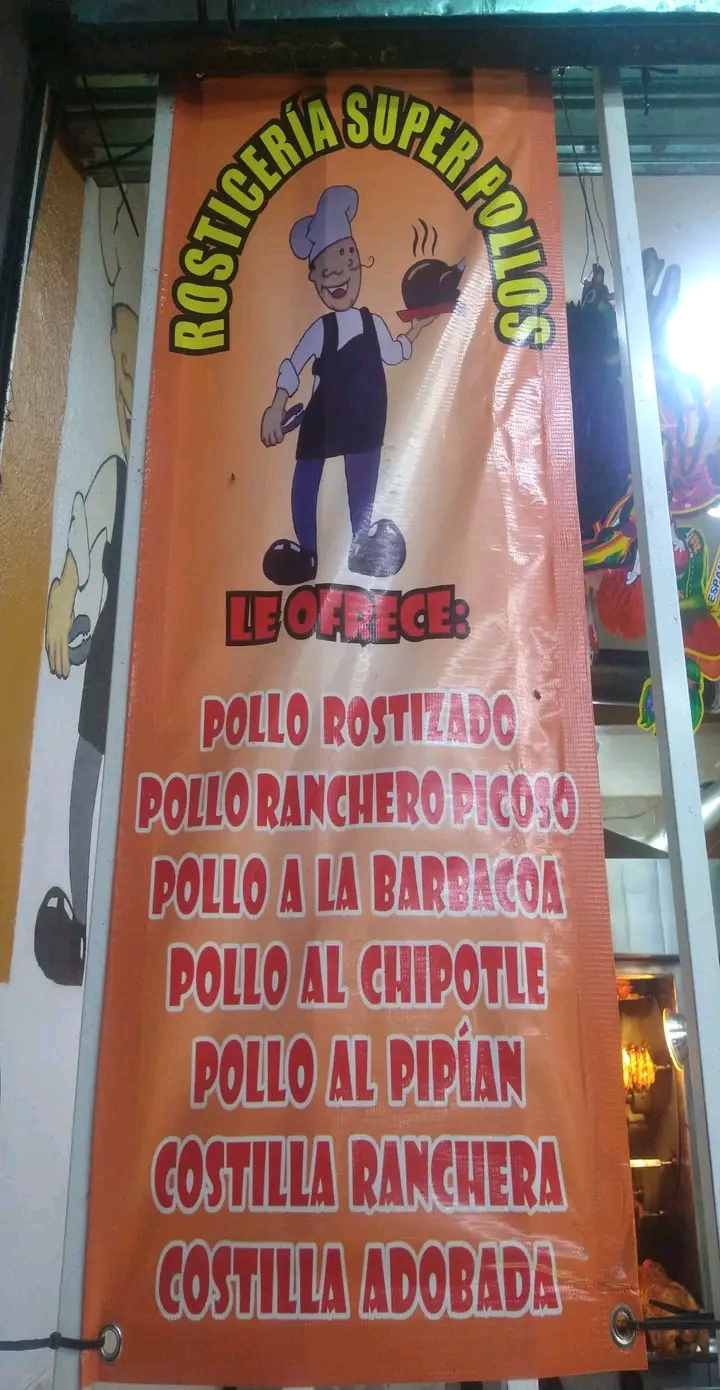 ROSTICERÍA SUPER POLLOS
LE OFRECE:
POLLO ROSTIZADO
POLLO RANCHERO PICOSO
POLLO A LA BARBACOA
POLLO AL CHIPOTLE
POLLO AL PIPÍAN
COSTILLA RANCHERA
COSTILLA ADOBADA